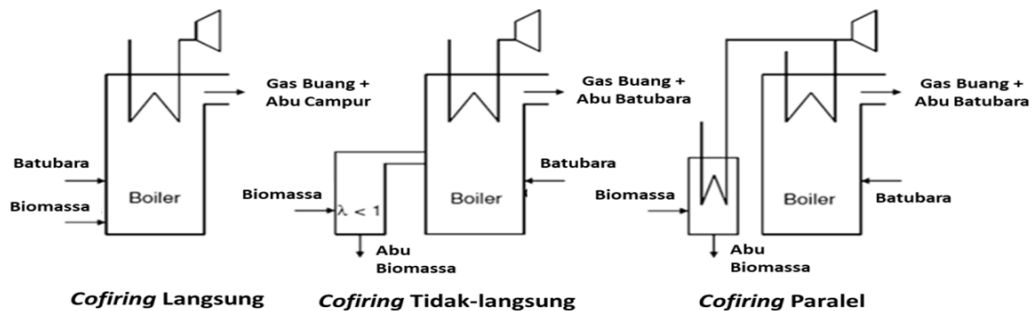 Gas Buang +
Abu Campur
Batubara
Biomassa
Boiler
Cofiring Langsung
Gas Buang +
Abu Batubara
Batubara
Biomassa
λ < 1
Boiler
Abu
Biomassa
Cofiring Tidak-langsung
Gas Buang +
Abu Batubara
Biomassa
Boiler
Batubara
Abu
Biomassa
Cofiring Paralel